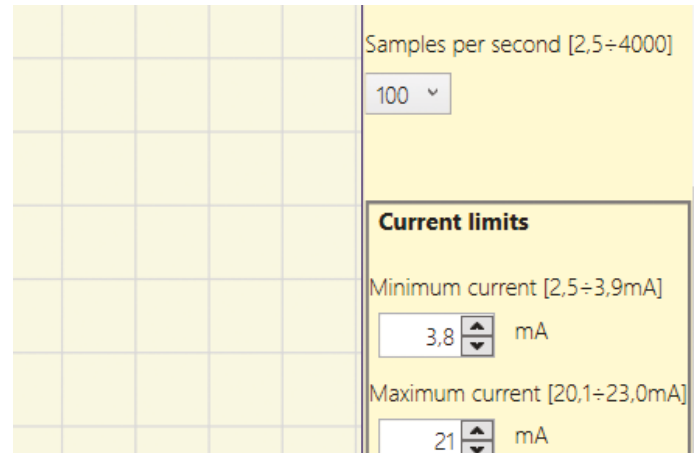 Samples per second [2,5÷4000]
100
Current limits
Minimum current [2,5÷3,9mA]
3,8 mA
Maximum current [20,1÷23,0mA]
21 mA